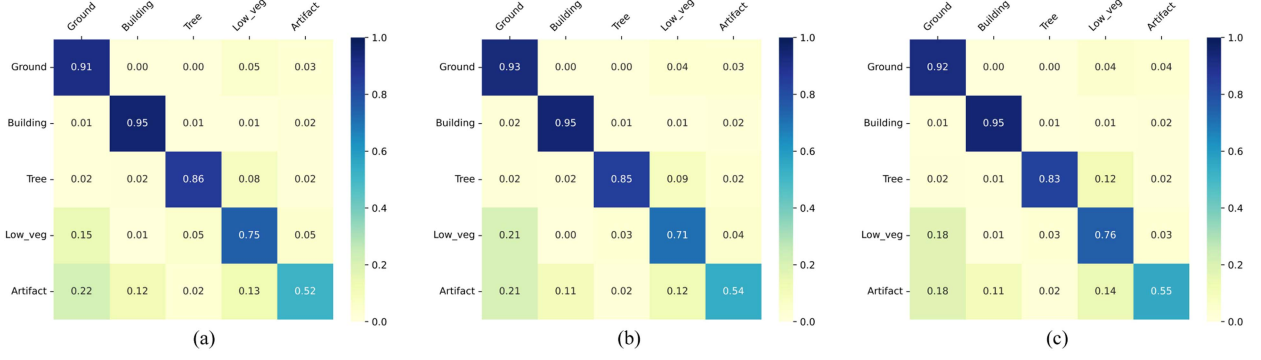 Ground Building Tree Low_veg Artifact
Ground 0.91 0.00 0.00 0.05 0.03
Building 0.01 0.95 0.01 0.01 0.02
Tree 0.02 0.02 0.86 0.08 0.02
Low_veg 0.15 0.01 0.05 0.75 0.05
Artifact 0.22 0.12 0.02 0.13 0.52
1.0
0.8
0.6
0.4
0.2
0.0
(a)
Ground Building Tree Low_veg Artifact
Ground 0.93 0.00 0.00 0.04 0.03
Building 0.02 0.95 0.01 0.01 0.02
Tree 0.02 0.02 0.85 0.09 0.02
Low_veg 0.21 0.00 0.03 0.71 0.04
Artifact 0.21 0.11 0.02 0.12 0.54
1.0
0.8
0.6
0.4
0.2
0.0
(b)
Ground Building Tree Low_veg Artifact
Ground 0.92 0.00 0.00 0.04 0.04
Building 0.01 0.95 0.01 0.01 0.02
Tree 0.02 0.01 0.83 0.12 0.02
Low_veg 0.18 0.01 0.03 0.76 0.03
Artifact 0.18 0.11 0.02 0.14 0.55
1.0
0.8
0.6
0.4
0.2
0.0
(c)